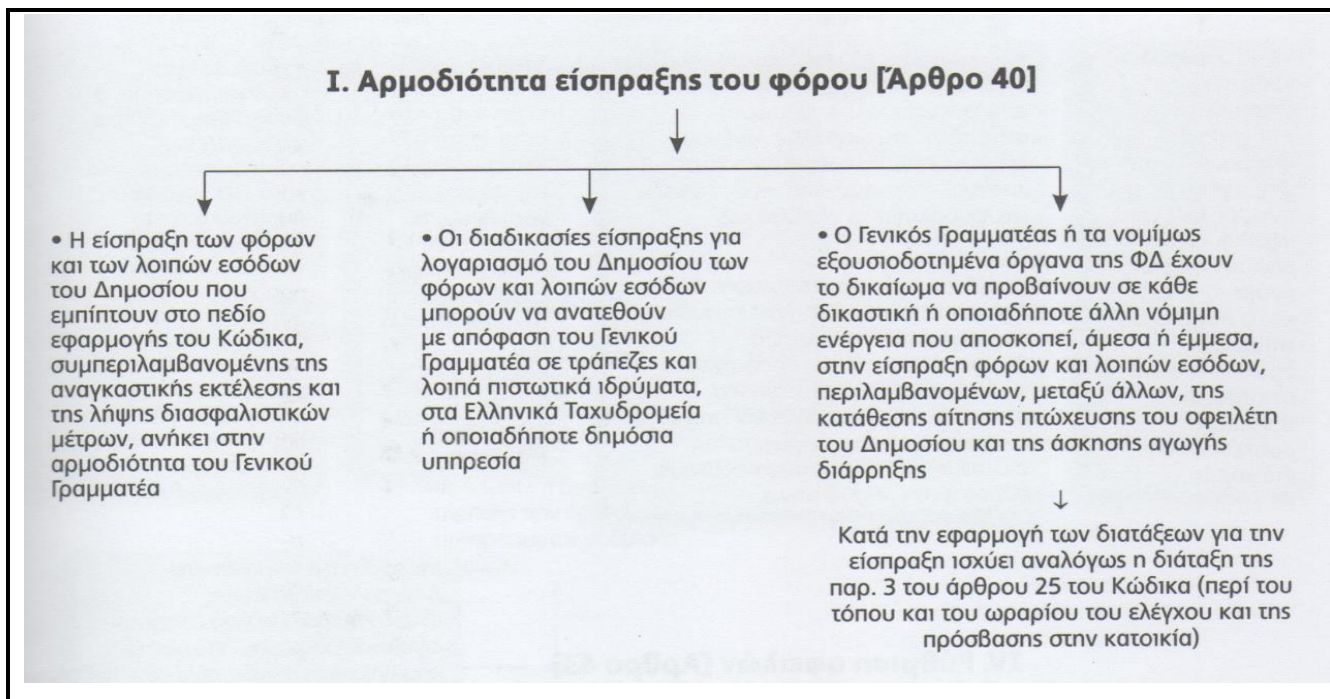 I. Αρμοδιότητα είσπραξης του φόρου [Άρθρο 40]
• Η είσπραξη των φόρων
και των λοιπών εσόδων
του Δημοσίου που
εμπίπτουν στο πεδίο
εφαρμογής του Κώδικα,
συμπεριλαμβανομένης της
αναγκαστικής εκτέλεσης και
της λήψης διασφαλιστικών
μέτρων, ανήκει στην
αρμοδιότητα του Γενικού
Γραμματέα
• Οι διαδικασίες είσπραξης για
λογαριασμό του Δημοσίου των
φόρων και λοιπών εσόδων
μπορούν να ανατεθούν
με απόφαση του Γενικού
Γραμματέα σε τράπεζες και
λοιπά πιστωτικά ιδρύματα,
στα Ελληνικά Ταχυδρομεία
ή οποιαδήποτε δημόσια
υπηρεσία
• Ο Γενικός Γραμματέας ή τα νομίμως
εξουσιοδοτημένα όργανα της ΦΔ έχουν
το δικαίωμα να προβαίνουν σε κάθε
δικαστική ή οποιαδήποτε άλλη νόμιμη
ενέργεια που αποσκοπεί, άμεσα ή έμμεσα,
στην είσπραξη φόρων και λοιπών εσόδων,
περιλαμβανομένων, μεταξύ άλλων, της
κατάθεσης αίτησης πτώχευσης του οφειλέτη
του Δημοσίου και της άσκησης αγωγής
διάρρηξης
Κατά την εφαρμογή των διατάξεων για την
είσπραξη ισχύει αναλόγως η διάταξη της
παρ. 3 του άρθρου 25 του Κώδικα (περί του
τόπου και του ωραρίου του ελέγχου και της
πρόσβασης στην κατοικία)